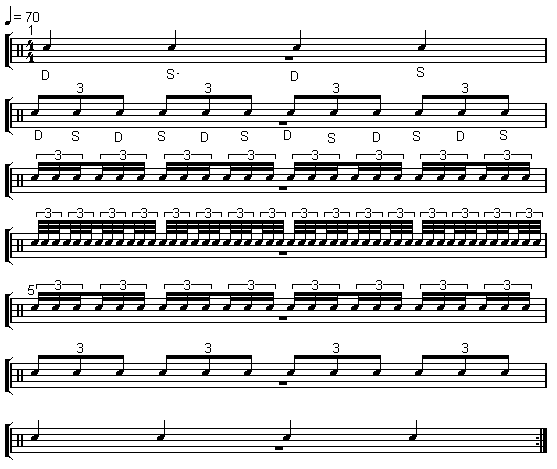 ♩ = 70
1
4
4
D S. D S
3 3 3 3
D S D S D S D S D S D S
3 3 3 3 3 3 3 3
3 3 3 3 3 3 3 3 3 3 3 3 3 3 3 3
5 3 3 3 3 3 3 3 3
3 3 3 3